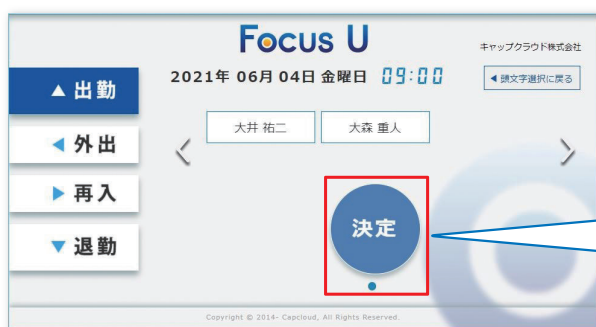 Focus U
キャップクラウド株式会社
2021年 06月 04日 金曜日 09:00
◀ 頭文字選択に戻る
▲ 出勤
◀ 外出
▶ 再入
▼ 退勤
大井 祐二
大森 重人
決定
Copyright © 2014- Capcloud, All Rights Reserved.